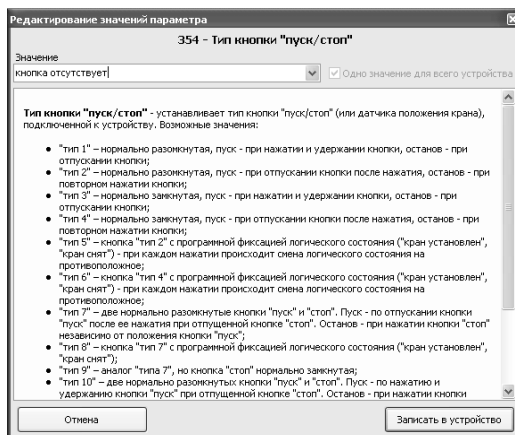 Редактирование значений параметра
354 - Тип кнопки "пуск/стоп"
Значение
кнопка отсутствует
Одно значение для всего устройства
Тип кнопки "пуск/стоп" - устанавливает тип кнопки "пуск/стоп" (или датчика положения крана),
подключенной к устройству. Возможные значения:
"тип 1" – нормально разомкнутая, пуск - при нажатии и удержании кнопки, останов - при
отпускании кнопки;
"тип 2" – нормально разомкнутая, пуск - при отпускании кнопки после нажатия, останов - при
повторном нажатии кнопки;
"тип 3" – нормально замкнутая, пуск - при нажатии и удержании кнопки, останов - при
отпускании кнопки;
"тип 4" – нормально замкнутая, пуск - при отпускании кнопки после нажатия, останов - при
повторном нажатии кнопки;
"тип 5" – кнопка "тип 2" с программной фиксацией логического состояния ("кран установлен",
"кран снят") - при каждом нажатии происходит смена логического состояния на
противоположное;
"тип 6" – кнопка "тип 4" с программной фиксацией логического состояния ("кран установлен",
"кран снят") - при каждом нажатии происходит смена логического состояния на
противоположное;
"тип 7" – две нормально разомкнутые кнопки "пуск" и "стоп". Пуск - по отпусканию кнопки
"пуск" после ее нажатия при отпущенной кнопке "стоп". Останов - при нажатии кнопки "стоп"
независимо от положения кнопки "пуск";
"тип 8" – кнопка "тип 7" с программной фиксацией логического состояния ("кран установлен",
"кран снят");
"тип 9" – аналог "типа 7", но кнопка "стоп" нормально замкнутая;
"тип 10" – две нормально разомкнутых кнопки "пуск" и "стоп". Пуск - по нажатию и
удержанию кнопки "пуск" при отпущенной кнопке "стоп". Останов - при нажатии кнопки
Отмена
Записать в устройство